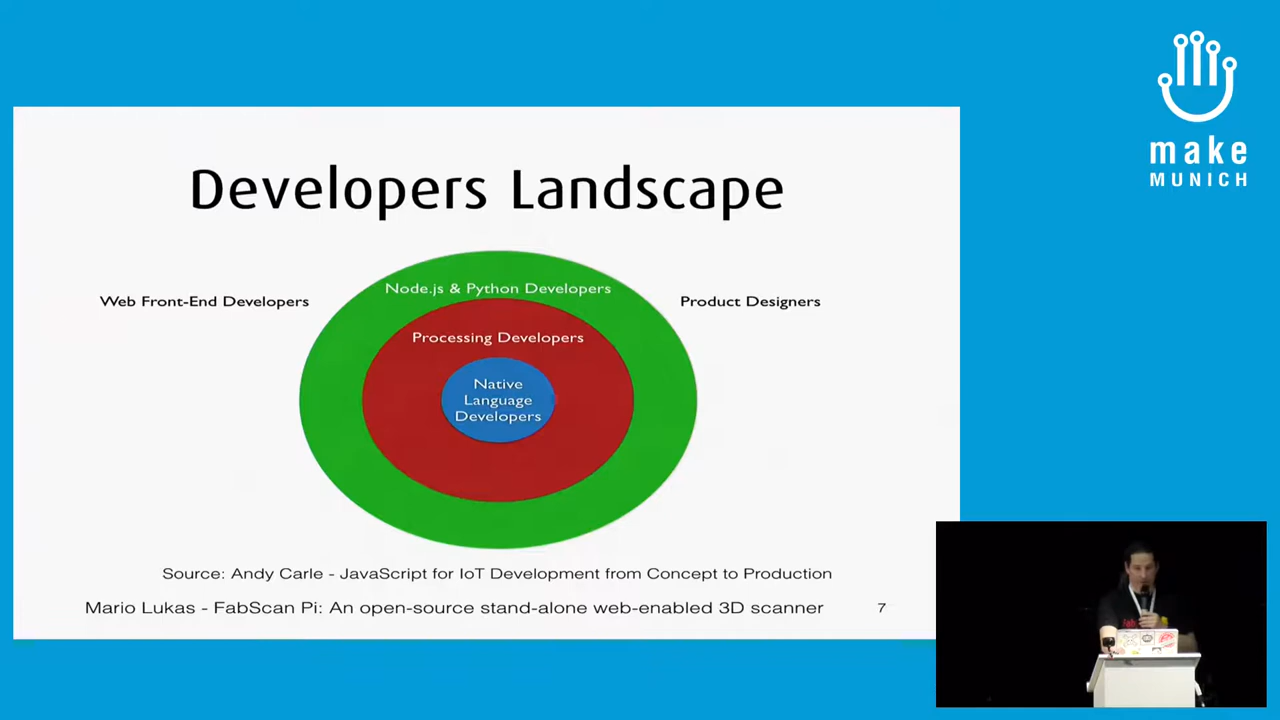 make
MUNICH
Developers Landscape
Node.js & Python Developers
Web Front-End Developers
Product Designers
Processing Developers
Native
Language
Developers
Source: Andy Carle - JavaScript for IoT Development from Concept to Production
Mario Lukas - FabScan Pi: An open-source stand-alone web-enabled 3D scanner
7